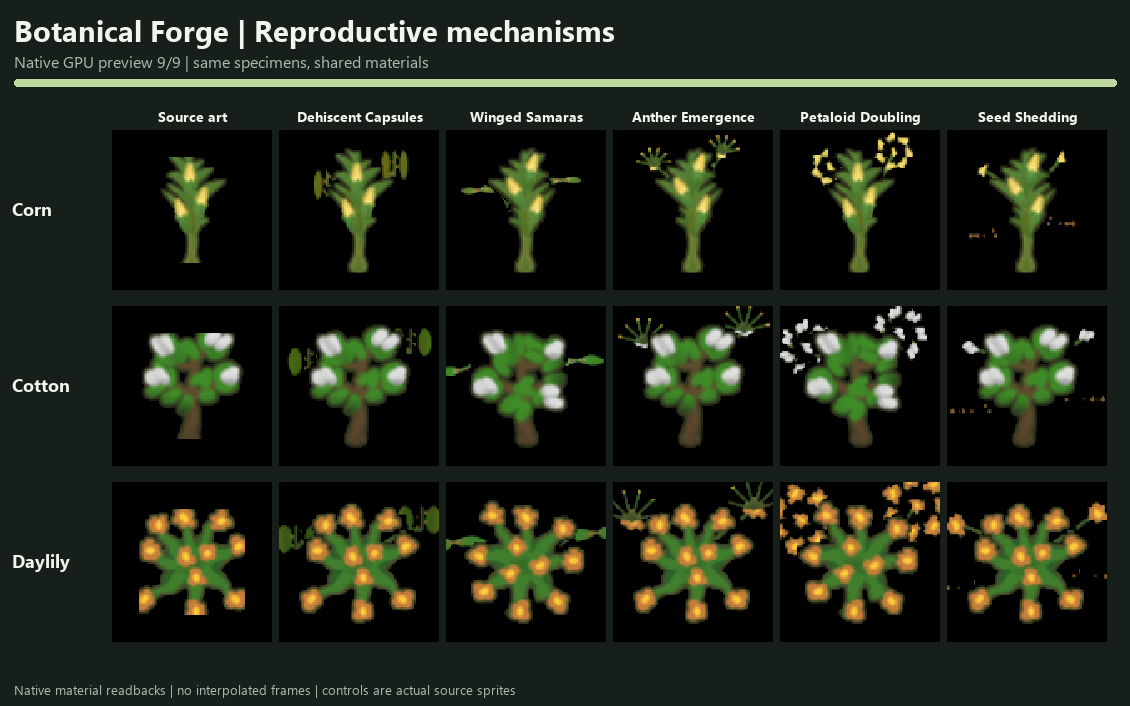 Botanical Forge | Reproductive mechanisms
Native GPU preview 9/9 | same specimens, shared materials
Source art Dehiscent Capsules Winged Samaras Anther Emergence Petaloid Doubling Seed Shedding
Corn
Cotton
Daylily
Native material readbacks | no interpolated frames | controls are actual source sprites